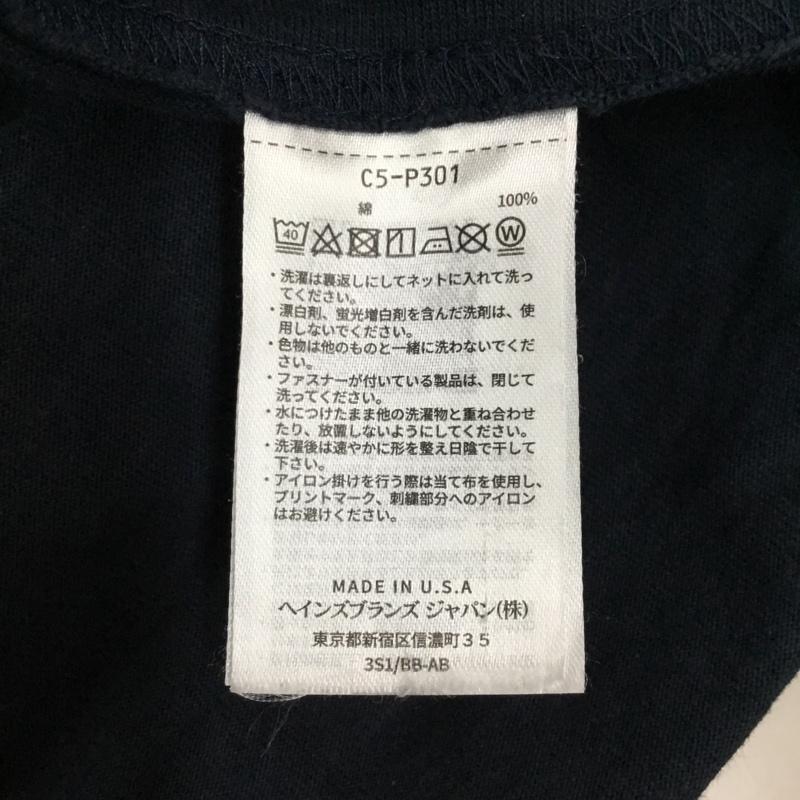 C5-P301
綿 100%
40 W
・洗濯は裏返しにしてネットに入れて洗っ
てください。
・漂白剤、蛍光増白剤を含んだ洗剤は、使
用しないでください。
・色物は他のものと一緒に洗わないでくだ
さい。
・ファスナーが付いている製品は、閉じて
洗ってください。
・水につけたまま他の洗濯物と重ね合わせ
たり、放置しないようにしてください。
・洗濯後は速やかに形を整え日陰で干して
下さい。
・アイロン掛けを行う際は当て布を使用し、
プリントマーク、刺繍部分へのアイロン
はお避けください。
MADE IN U.S.A
ヘインズブランズ ジャパン(株)
東京都新宿区信濃町35
3S1/BB-AB